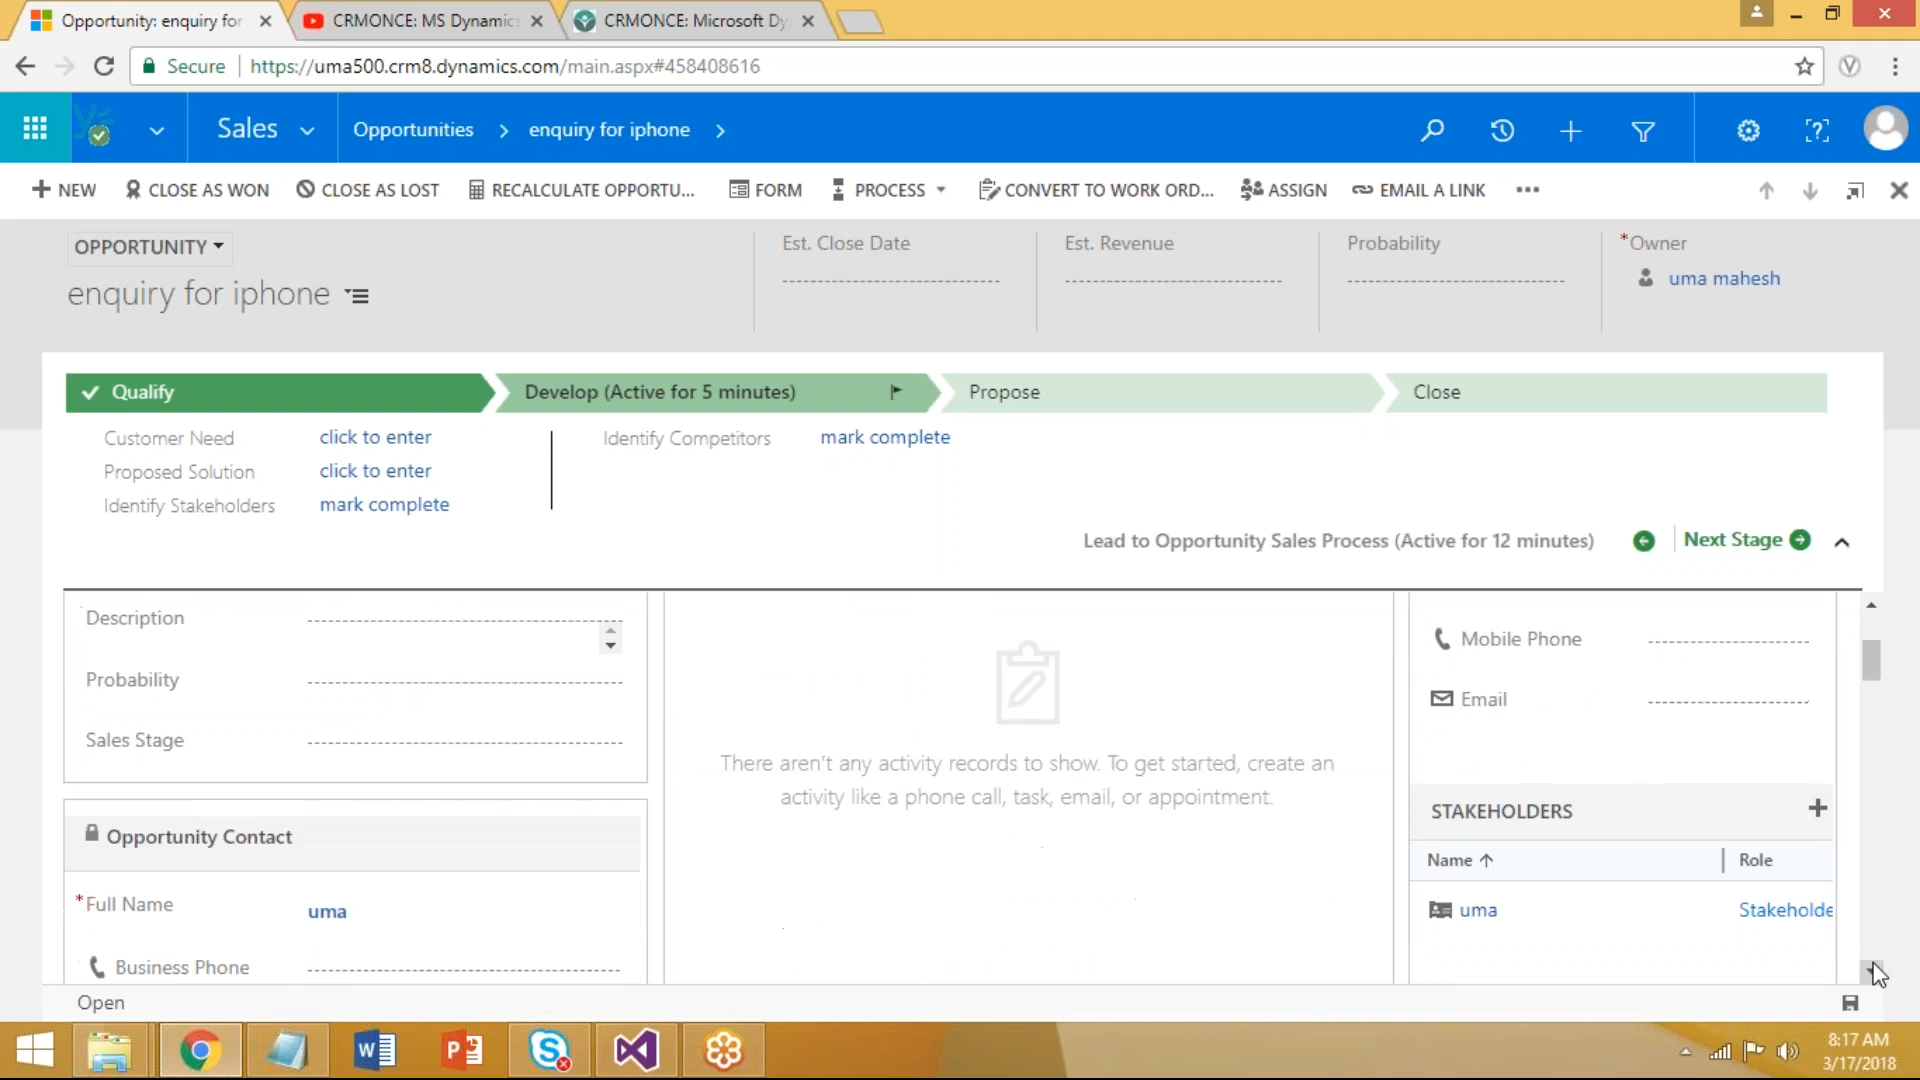 Opportunity: enquiry for
CRMONCE: MS Dynamics
CRMONCE: Microsoft Dy
Secure
https://uma500.crm8.dynamics.com/main.aspx#458408616
Sales
Opportunities > enquiry for iphone >
NEW
CLOSE AS WON
CLOSE AS LOST
RECALCULATE OPPORTU...
FORM
PROCESS
CONVERT TO WORK ORD...
ASSIGN
EMAIL A LINK
OPPORTUNITY
enquiry for iphone
Est. Close Date
Est. Revenue
Probability
*Owner
uma mahesh
Qualify
Develop (Active for 5 minutes)
Propose
Close
Customer Need click to enter
Proposed Solution click to enter
Identify Stakeholders mark complete
Identify Competitors mark complete
Lead to Opportunity Sales Process (Active for 12 minutes)
Next Stage
Description
Probability
Sales Stage
Opportunity Contact
*Full Name uma
Business Phone
There aren't any activity records to show. To get started, create an
activity like a phone call, task, email, or appointment.
Mobile Phone
Email
STAKEHOLDERS
Name Role
uma Stakeholde
Open
8:17 AM
3/17/2018